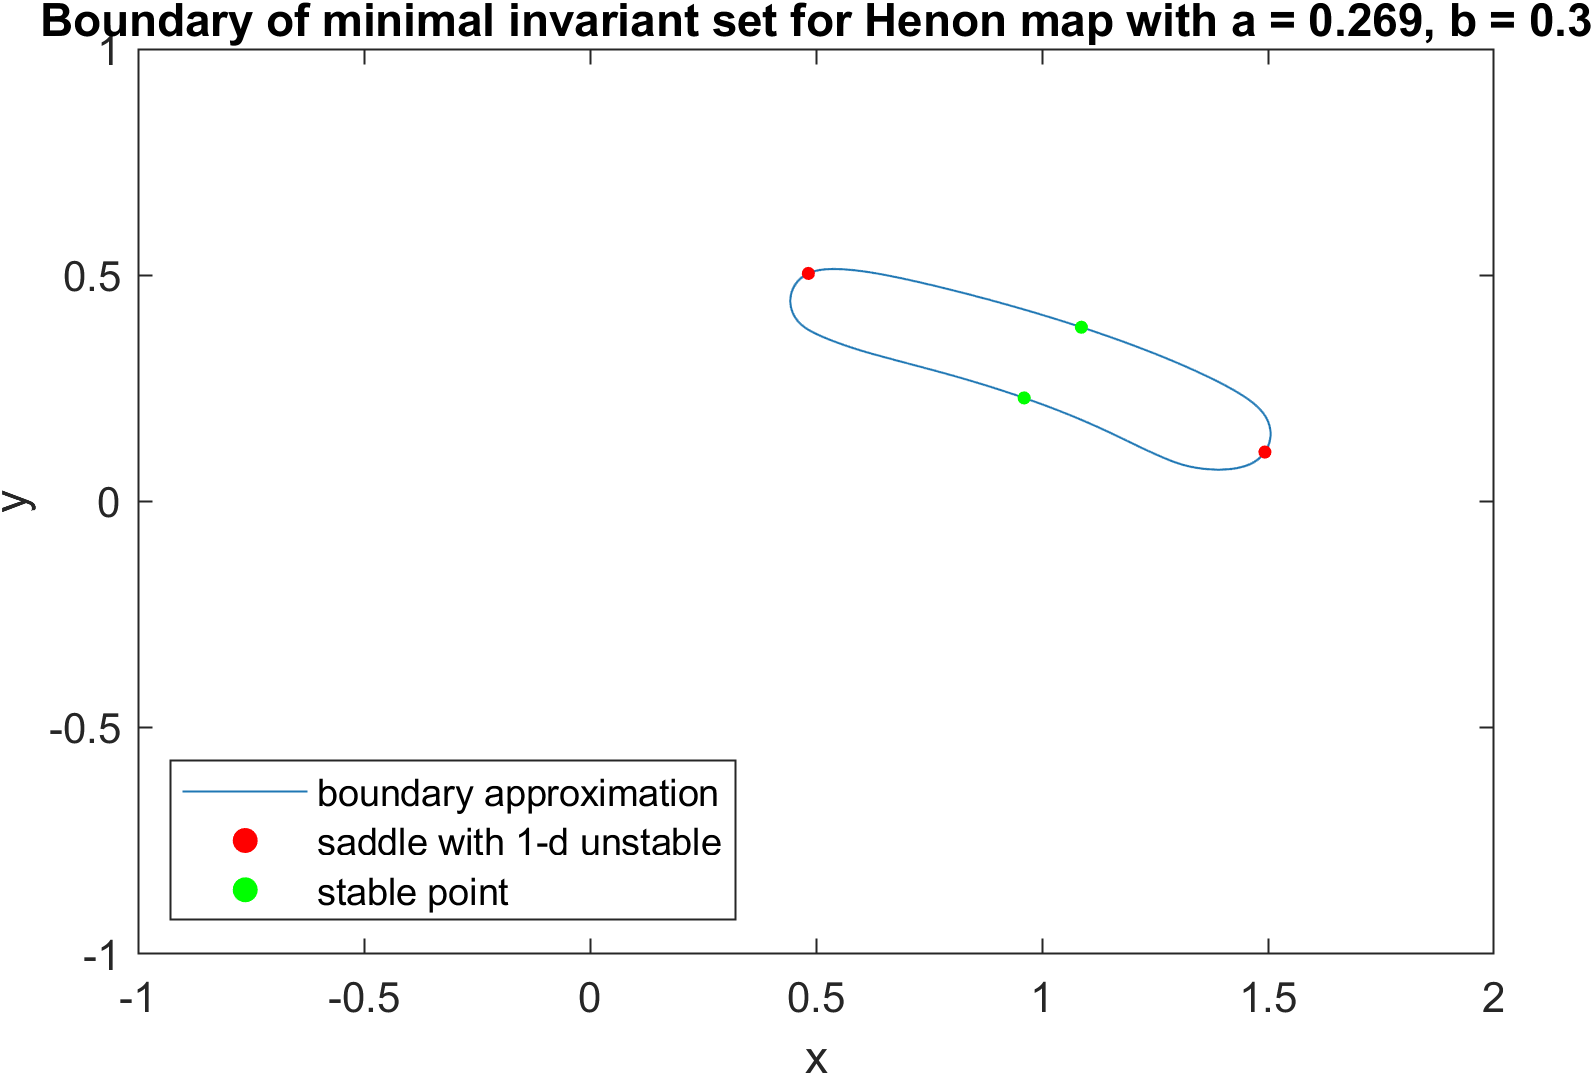 Boundary of minimal invariant set for Henon map with a = 0.269, b = 0.3
1
0.5
0
-0.5
-1
y
boundary approximation
saddle with 1-d unstable
stable point
-1 -0.5 0 0.5 1 1.5 2
x